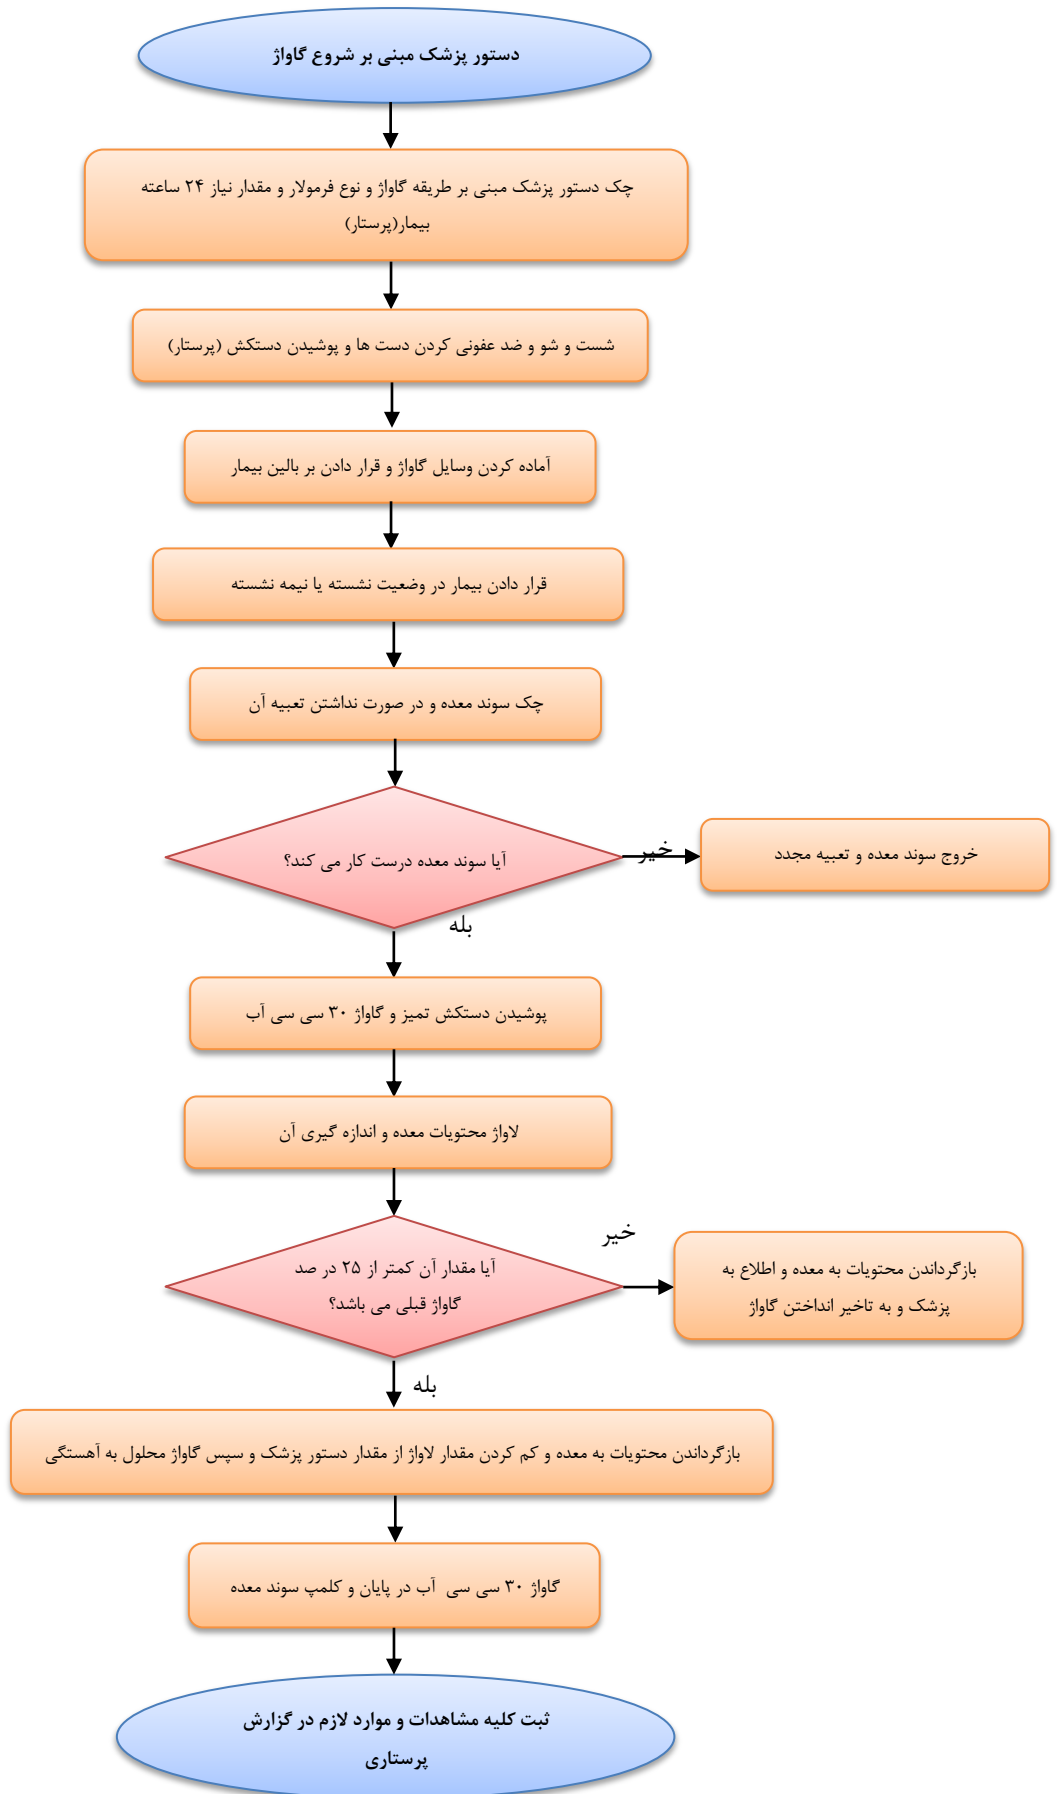 دستور پزشک مبنی بر شروع گاواژ
چک دستور پزشک مبنی بر طریقه گاواژ و نوع فرمولار و مقدار نیاز ۲۴ ساعته
بیمار(پرستار)
شست و شو و ضد عفونی کردن دست ها و پوشیدن دستکش (پرستار)
آماده کردن وسایل گاواژ و قرار دادن بر بالین بیمار
قرار دادن بیمار در وضعیت نشسته یا نیمه نشسته
چک سوند معده و در صورت نداشتن تعبیه آن
آیا سوند معده درست کار می کند؟
خیر
خروج سوند معده و تعبیه مجدد
بله
پوشیدن دستکش تمیز و گاواژ ۳۰ سی سی آب
لاواژ محتویات معده و اندازه گیری آن
آیا مقدار آن کمتر از ۲۵ در صد
گاواژ قبلی می باشد؟
خیر
بازگرداندن محتویات به معده و اطلاع به
پزشک و به تاخیر انداختن گاواژ
بله
بازگرداندن محتویات به معده و کم کردن مقدار لاواژ از مقدار دستور پزشک و سپس گاواژ محلول به آهستگی
گاواژ ۳۰ سی سی آب در پایان و کلمپ سوند معده
ثبت کلیه مشاهدات و موارد لازم در گزارش
پرستاری